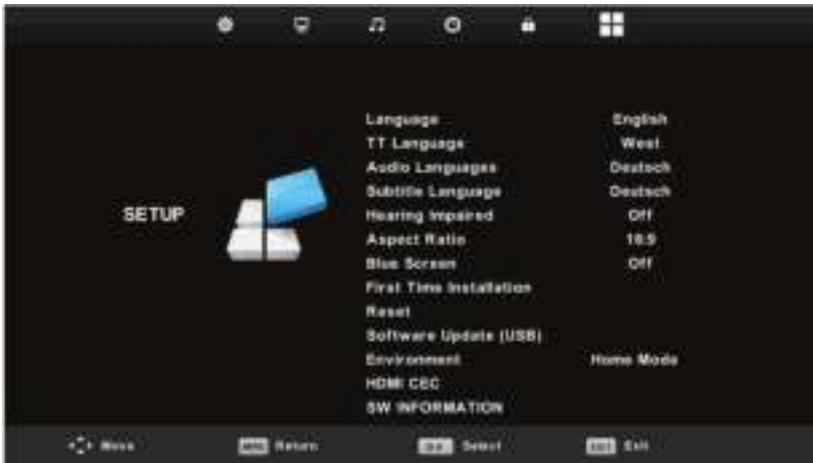 Language English
TT Language West
Audio Languages Deutsch
Subtitle Language Deutsch
SETUP
Hearing Impaired Off
Aspect Ratio 16:9
Blue Screen Off
First Time Installation
Reset
Software Update (USB)
Environment Home Mode
HDMI CEC
SW INFORMATION
Move MENU Return Select EXIT Exit